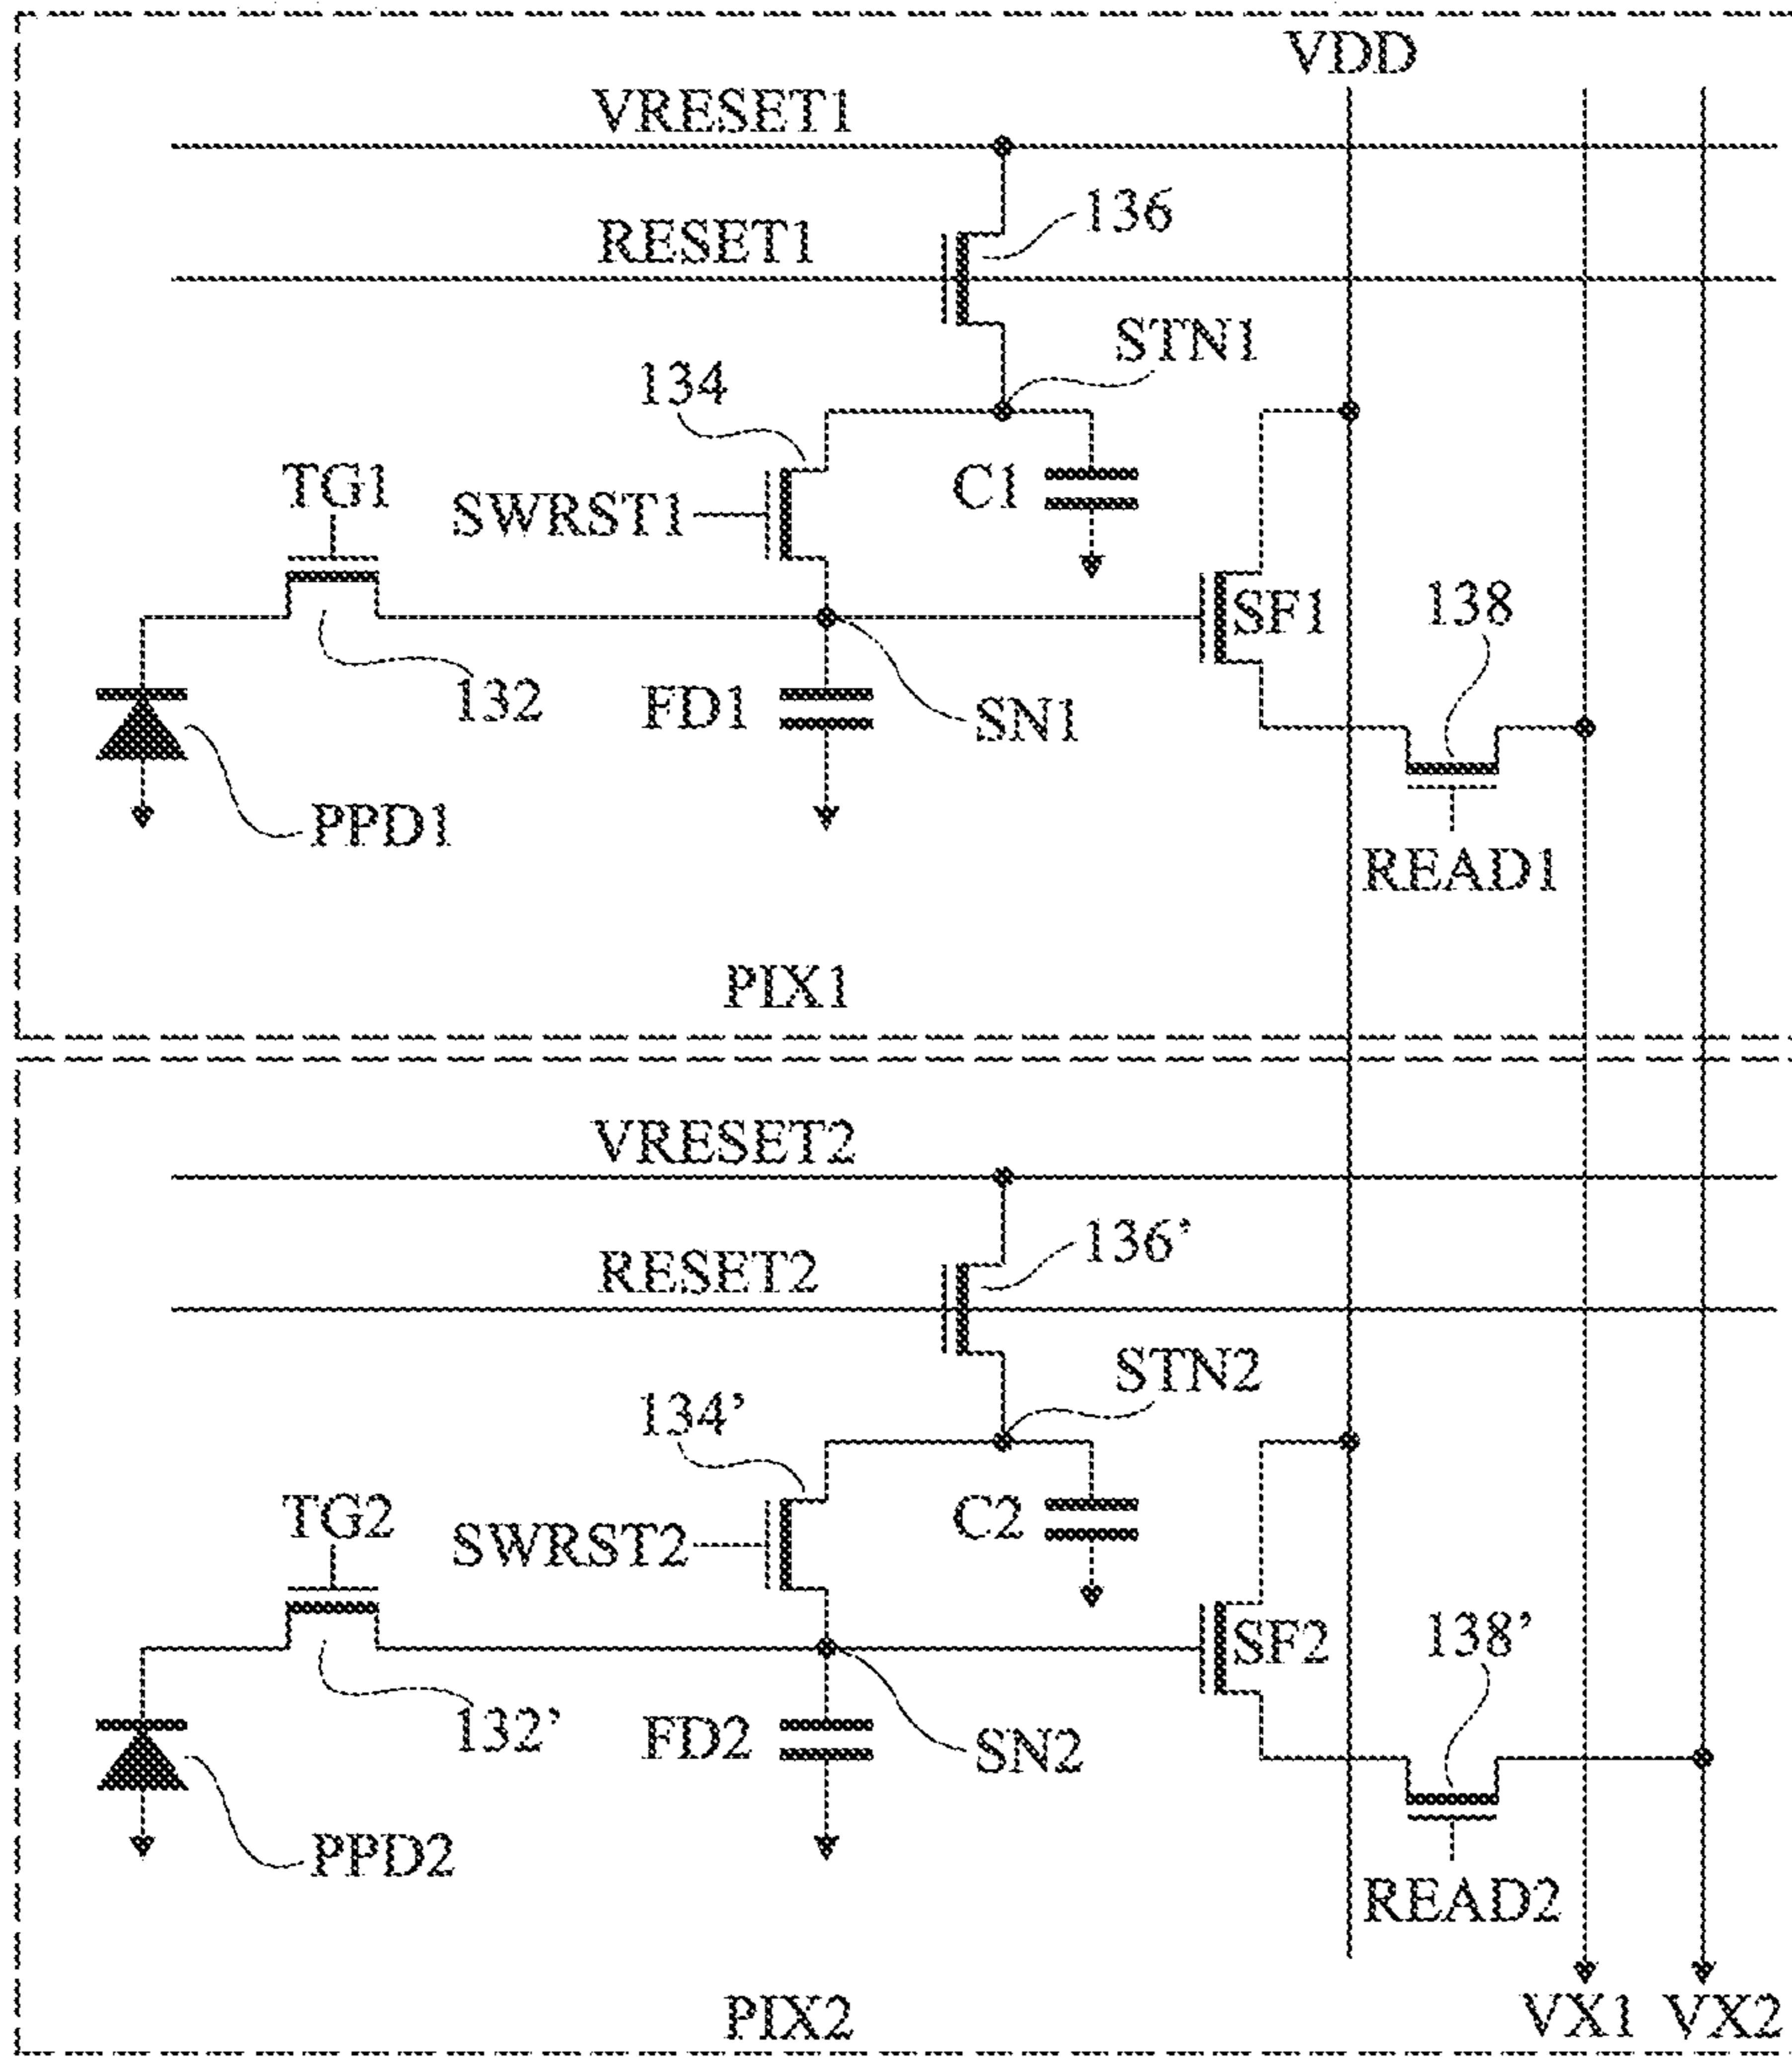 VDD
VRESET1
136
RESET1
STN1
134
TG1
C1
SWRST1
SF1
138
132
FD1
SN1
PPD1
READ1
PIX1
VRESET2
136’
RESET2
STN2
134’
TG2
C2
SWRST2
SF2
138’
132’
FD2
SN2
PPD2
READ2
PIX2
VX1 VX2